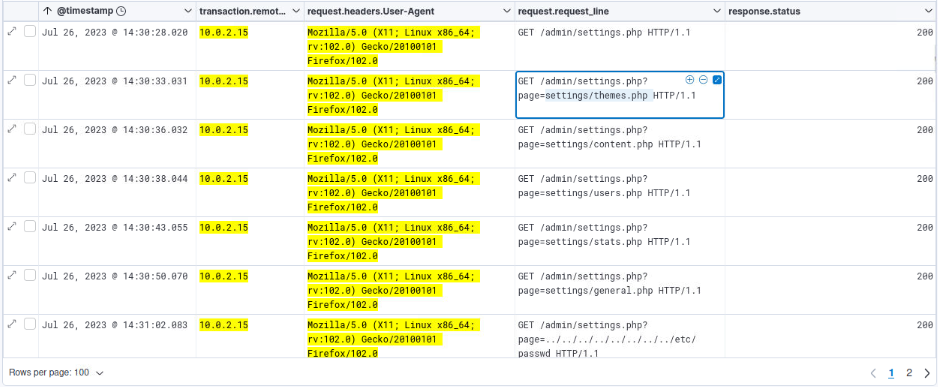 @timestamp transaction.remot... request.headers.User-Agent request.request_line response.status
Jul 26, 2023 @ 14:30:28.020 10.0.2.15 Mozilla/5.0 (X11; Linux x86_64; GET /admin/settings.php HTTP/1.1 200
rv:102.0) Gecko/20100101
Firefox/102.0
Jul 26, 2023 @ 14:30:33.031 10.0.2.15 Mozilla/5.0 (X11; Linux x86_64; GET /admin/settings.php? 200
rv:102.0) Gecko/20100101 page=settings/themes.php HTTP/1.1
Firefox/102.0
Jul 26, 2023 @ 14:30:36.032 10.0.2.15 Mozilla/5.0 (X11; Linux x86_64; GET /admin/settings.php? 200
rv:102.0) Gecko/20100101 page=settings/content.php HTTP/1.1
Firefox/102.0
Jul 26, 2023 @ 14:30:38.044 10.0.2.15 Mozilla/5.0 (X11; Linux x86_64; GET /admin/settings.php? 200
rv:102.0) Gecko/20100101 page=settings/users.php HTTP/1.1
Firefox/102.0
Jul 26, 2023 @ 14:30:43.055 10.0.2.15 Mozilla/5.0 (X11; Linux x86_64; GET /admin/settings.php? 200
rv:102.0) Gecko/20100101 page=settings/stats.php HTTP/1.1
Firefox/102.0
Jul 26, 2023 @ 14:30:50.070 10.0.2.15 Mozilla/5.0 (X11; Linux x86_64; GET /admin/settings.php? 200
rv:102.0) Gecko/20100101 page=settings/general.php HTTP/1.1
Firefox/102.0
Jul 26, 2023 @ 14:31:02.083 10.0.2.15 Mozilla/5.0 (X11; Linux x86_64; GET /admin/settings.php? 200
rv:102.0) Gecko/20100101 page=../../../../../../../../etc/
Firefox/102.0 passwd HTTP/1.1
Rows per page: 100 1 2